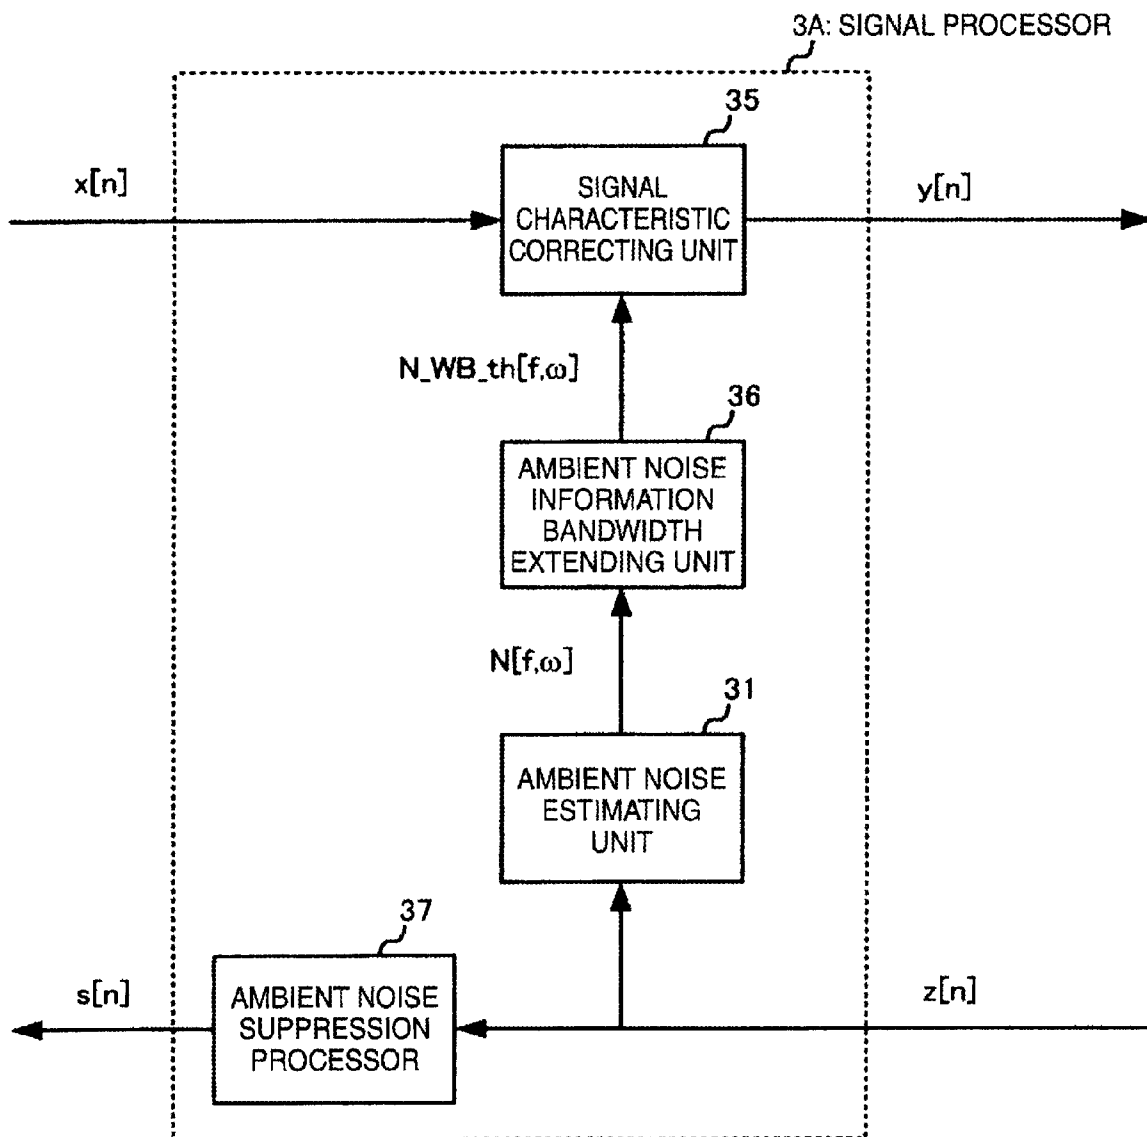 3A: SIGNAL PROCESSOR
35
x[n]
SIGNAL
CHARACTERISTIC
CORRECTING UNIT
y[n]
N_WB_th[f,ω]
36
AMBIENT NOISE
INFORMATION
BANDWIDTH
EXTENDING UNIT
N[f,ω]
31
AMBIENT NOISE
ESTIMATING
UNIT
37
s[n]
AMBIENT NOISE
SUPPRESSION
PROCESSOR
z[n]